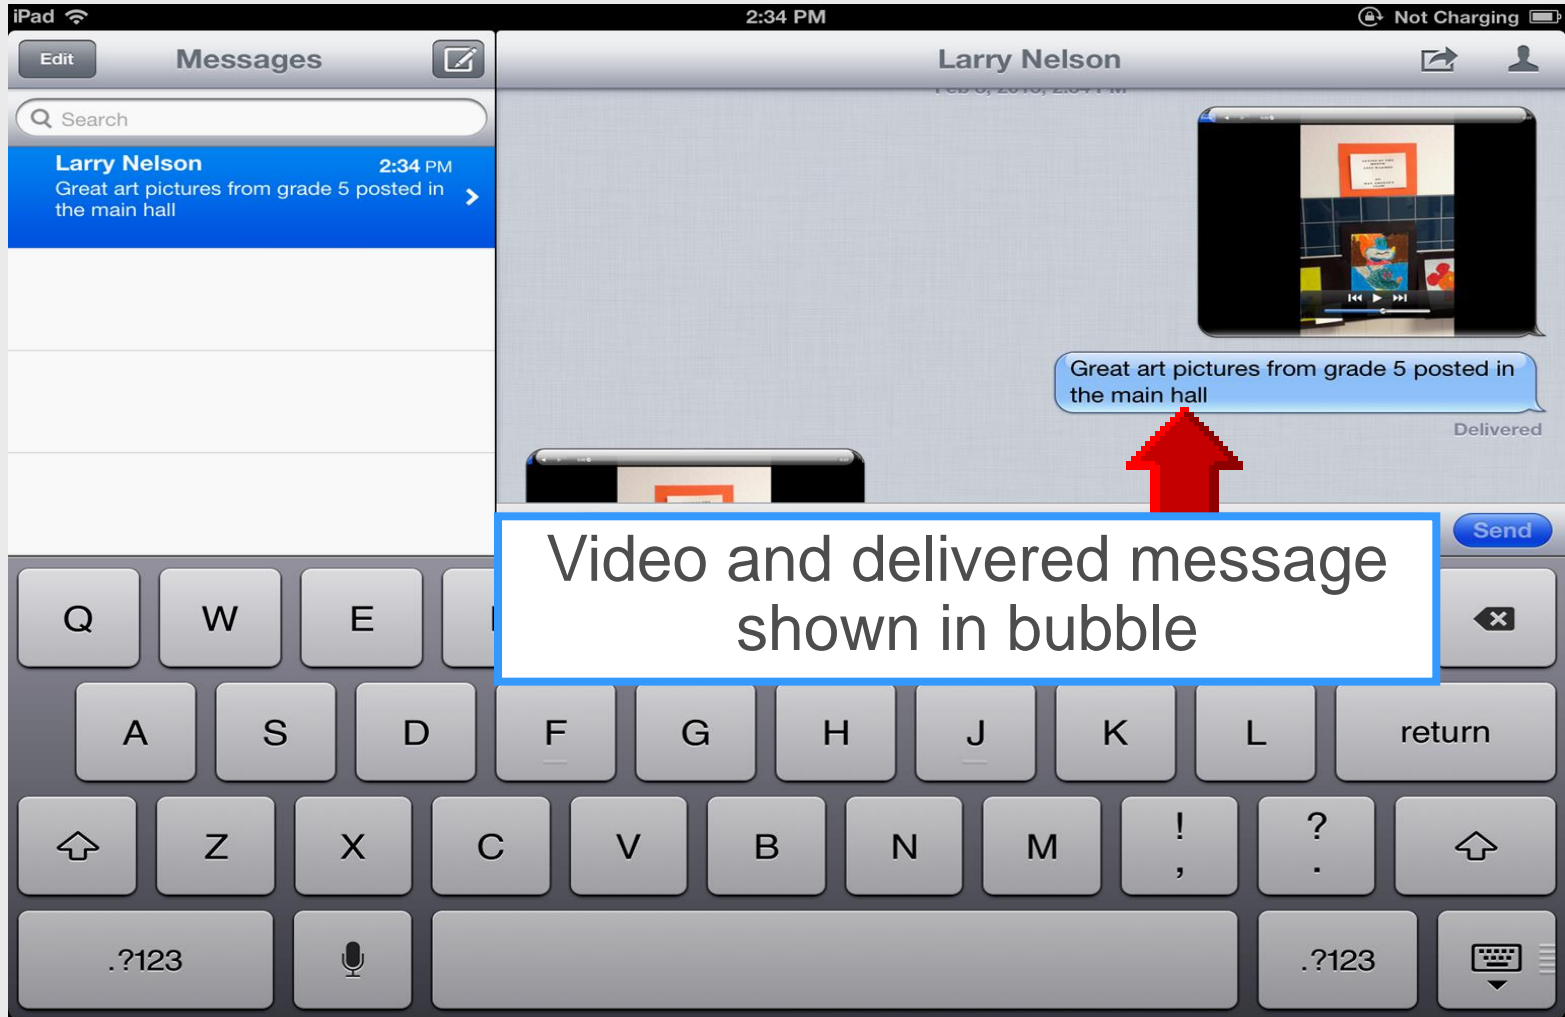 iPad
2:34 PM
Not Charging
Edit
Messages
Larry Nelson
Search
Larry Nelson
2:34 PM
Great art pictures from grade 5 posted in
the main hall
Great art pictures from grade 5 posted in
the main hall
Delivered
Send
Video and delivered message
shown in bubble
Q W E
A S D F G H J K L return
Z X C V B N M ! ?
, .
.?123 .?123